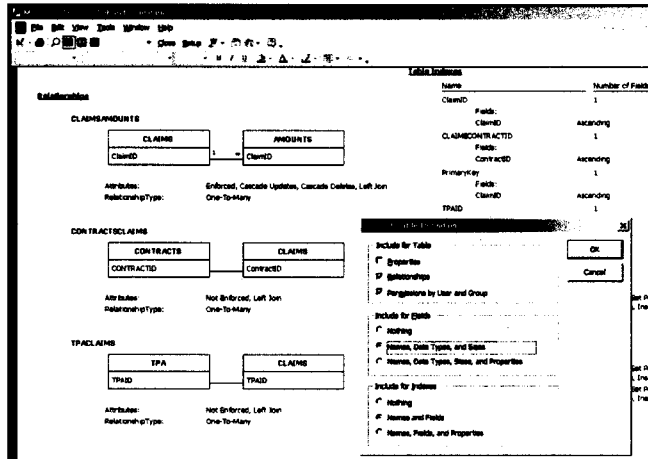 File Edit View Tools Window Help
Close Setup
Relationships
CLAIMSAMOUNTS
CLAIMS AMOUNTS
ClaimID 1 ∞ ClaimID
Attributes: Enforced, Cascade Updates, Cascade Deletes, Left Join
RelationshipType: One-To-Many
CONTRACTSCLAIMS
CONTRACTS CLAIMS
CONTRACTID ContractID
Attributes: Not Enforced, Left Join
RelationshipType: One-To-Many
TPACLAIMS
TPA CLAIMS
TPAID TPAID
Attributes: Not Enforced, Left Join
RelationshipType: One-To-Many
Table Indexes
Name Number of Fields
ClaimID 1
Fields:
ClaimID Ascending
CLAIMSCONTRACTID 1
Fields:
ContractID Ascending
PrimaryKey 1
Fields:
ClaimID Ascending
TPAID 1
Include for Table
Properties
Relationships
Permissions by User and Group
Include for Fields
Nothing
Names, Data Types, and Sizes
Names, Data Types, Sizes, and Properties
Include for Indexes
Nothing
Names and Fields
Names, Fields, and Properties
OK
Cancel